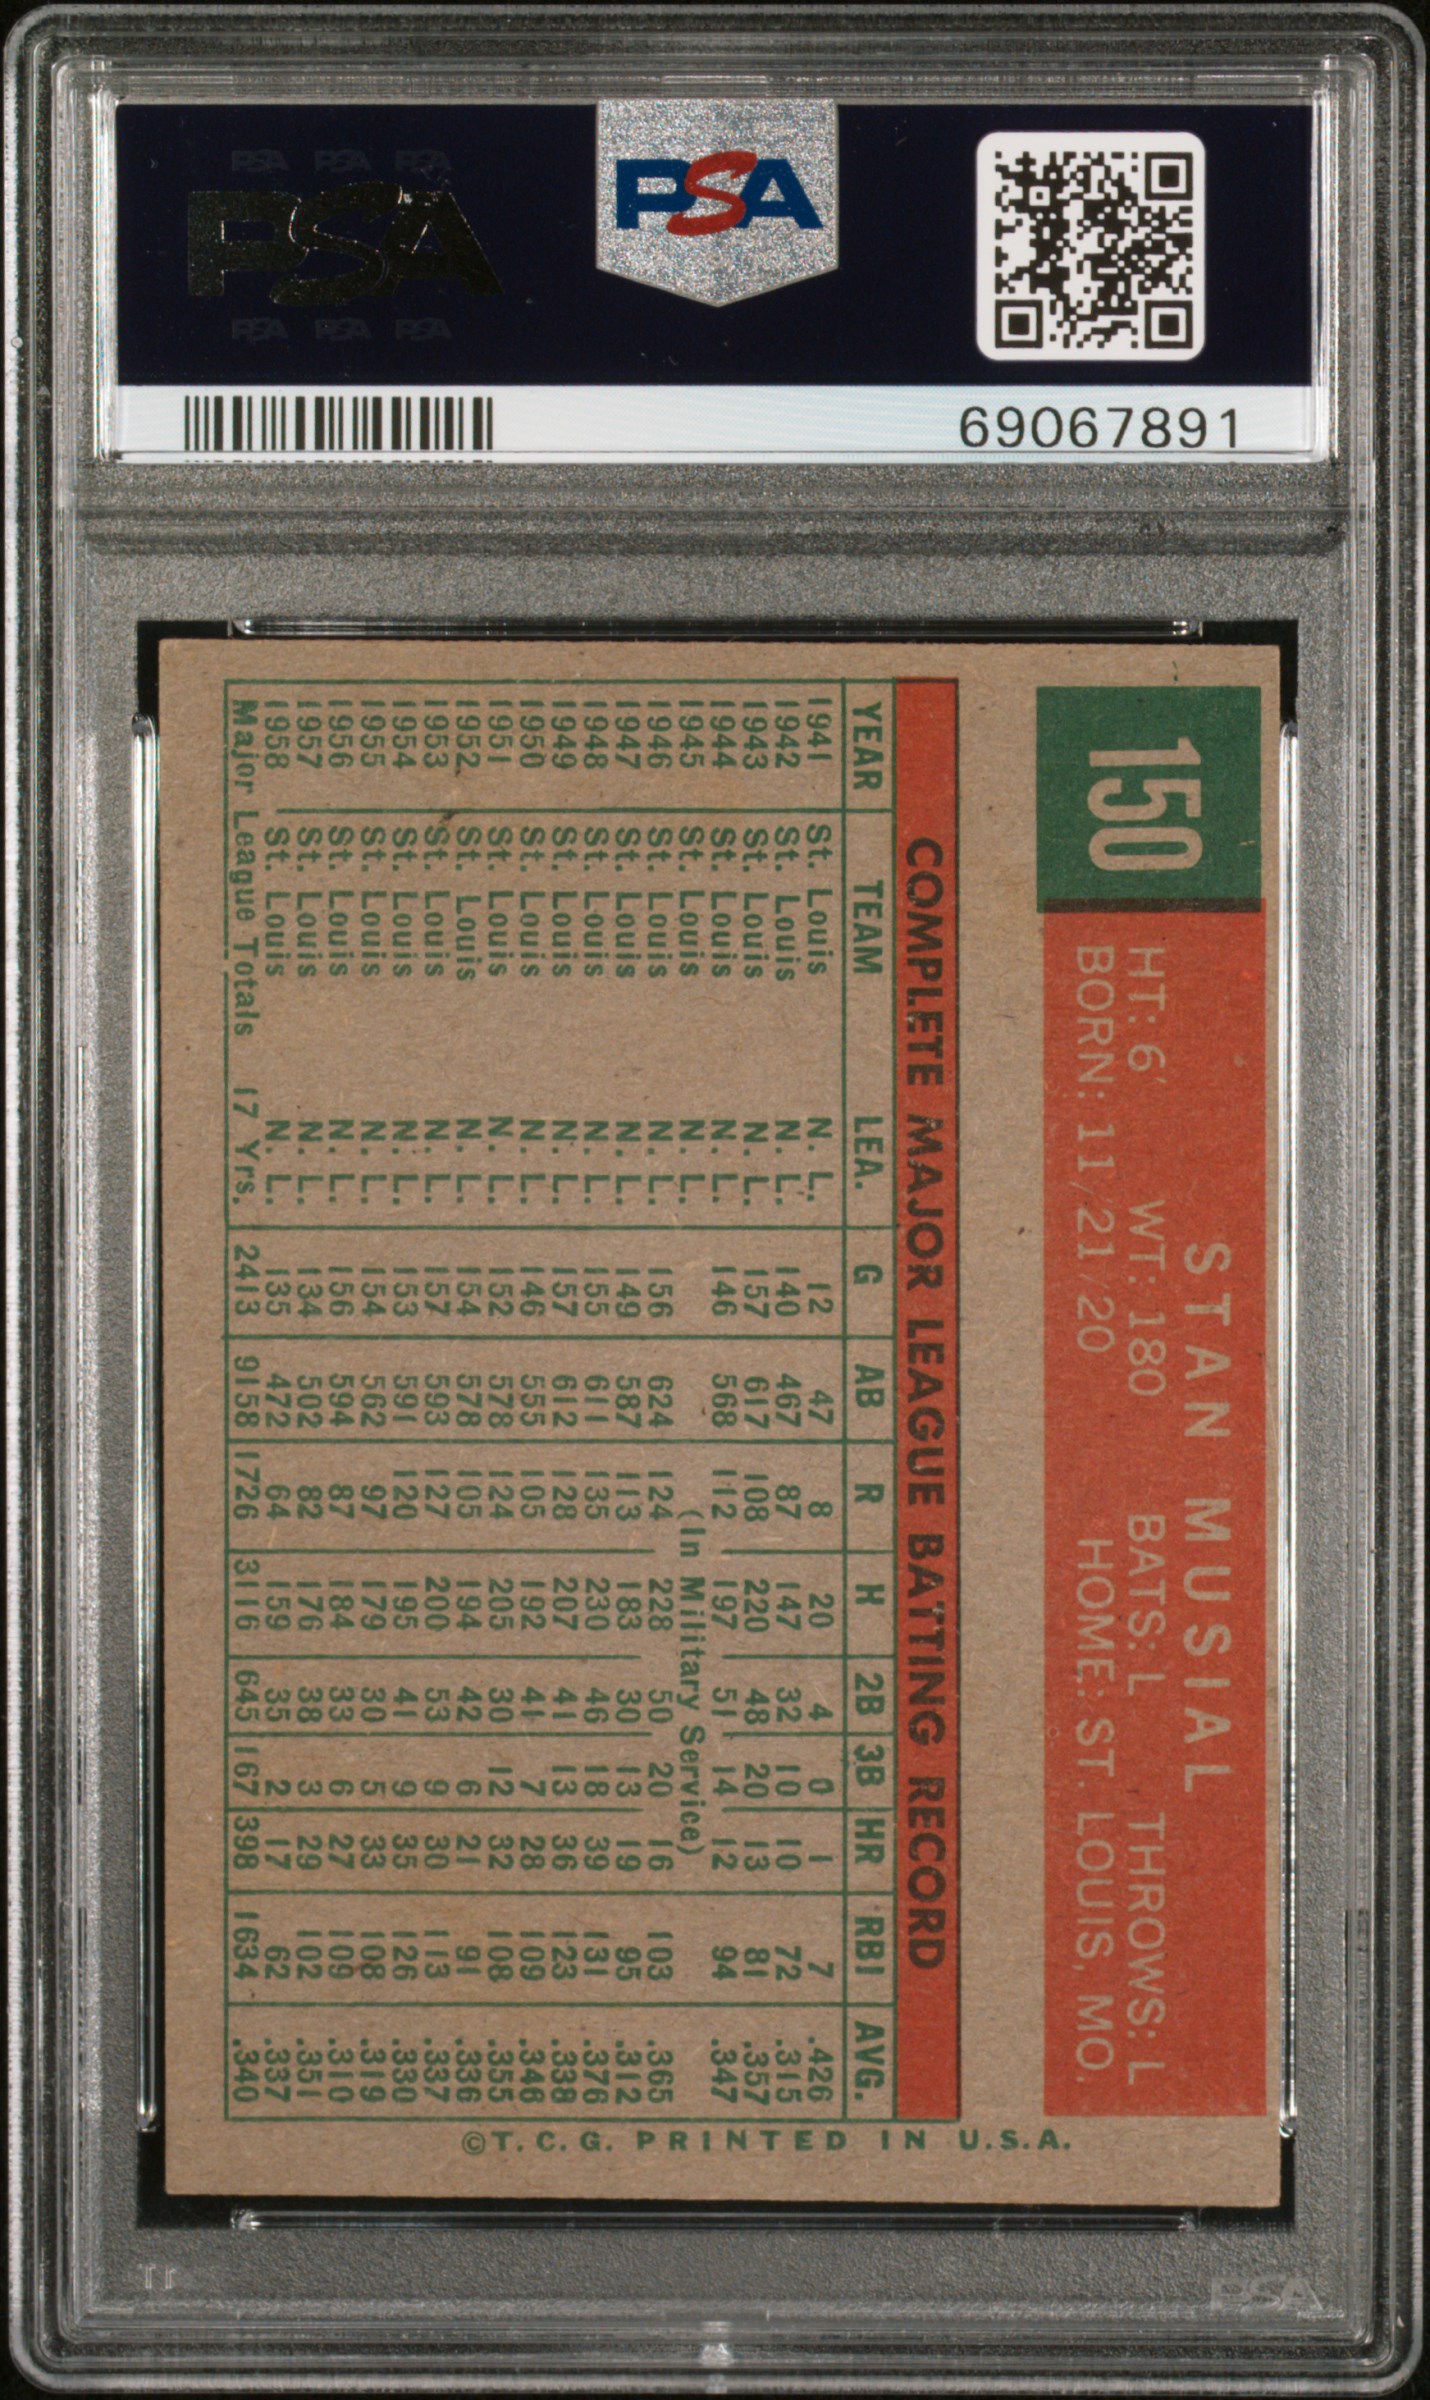 PSA PSA PSA
PSA
PSA PSA PSA
PSA
69067891
150
STAN MUSIAL
HT: 6' WT: 180 BATS: L THROWS: L
BORN: 11/21/20 HOME: ST. LOUIS, MO.
COMPLETE MAJOR LEAGUE BATTING RECORD
YEAR TEAM LEA. G AB R H 2B 3B HR RBI AVG.
1941 St. Louis N. L. 12 47 8 20 4 0 1 7 .426
1942 St. Louis N. L. 140 467 87 147 32 10 10 72 .315
1943 St. Louis N. L. 157 617 108 220 48 20 13 81 .357
1944 St. Louis N. L. 146 568 112 197 51 14 12 94 .347
1945 St. Louis N. L. (In Military Service)
1946 St. Louis N. L. 156 624 124 228 50 20 16 103 .365
1947 St. Louis N. L. 149 587 113 183 30 13 19 95 .312
1948 St. Louis N. L. 155 611 135 230 46 18 39 131 .376
1949 St. Louis N. L. 157 612 128 207 41 13 36 123 .338
1950 St. Louis N. L. 146 555 105 192 41 7 28 109 .346
1951 St. Louis N. L. 152 578 124 205 30 12 32 108 .355
1952 St. Louis N. L. 154 578 105 194 42 6 21 91 .336
1953 St. Louis N. L. 157 593 127 200 53 9 30 113 .337
1954 St. Louis N. L. 153 591 120 195 41 9 35 126 .330
1955 St. Louis N. L. 154 562 97 179 30 5 33 108 .319
1956 St. Louis N. L. 156 594 87 184 33 6 27 109 .310
1957 St. Louis N. L. 134 502 82 176 38 3 29 102 .351
1958 St. Louis N. L. 135 472 64 159 35 2 17 62 .337
Major League Totals 17 Yrs. 2413 9158 1726 3116 645 167 398 1634 .340
©T. C. G. PRINTED IN U.S.A.
PSA